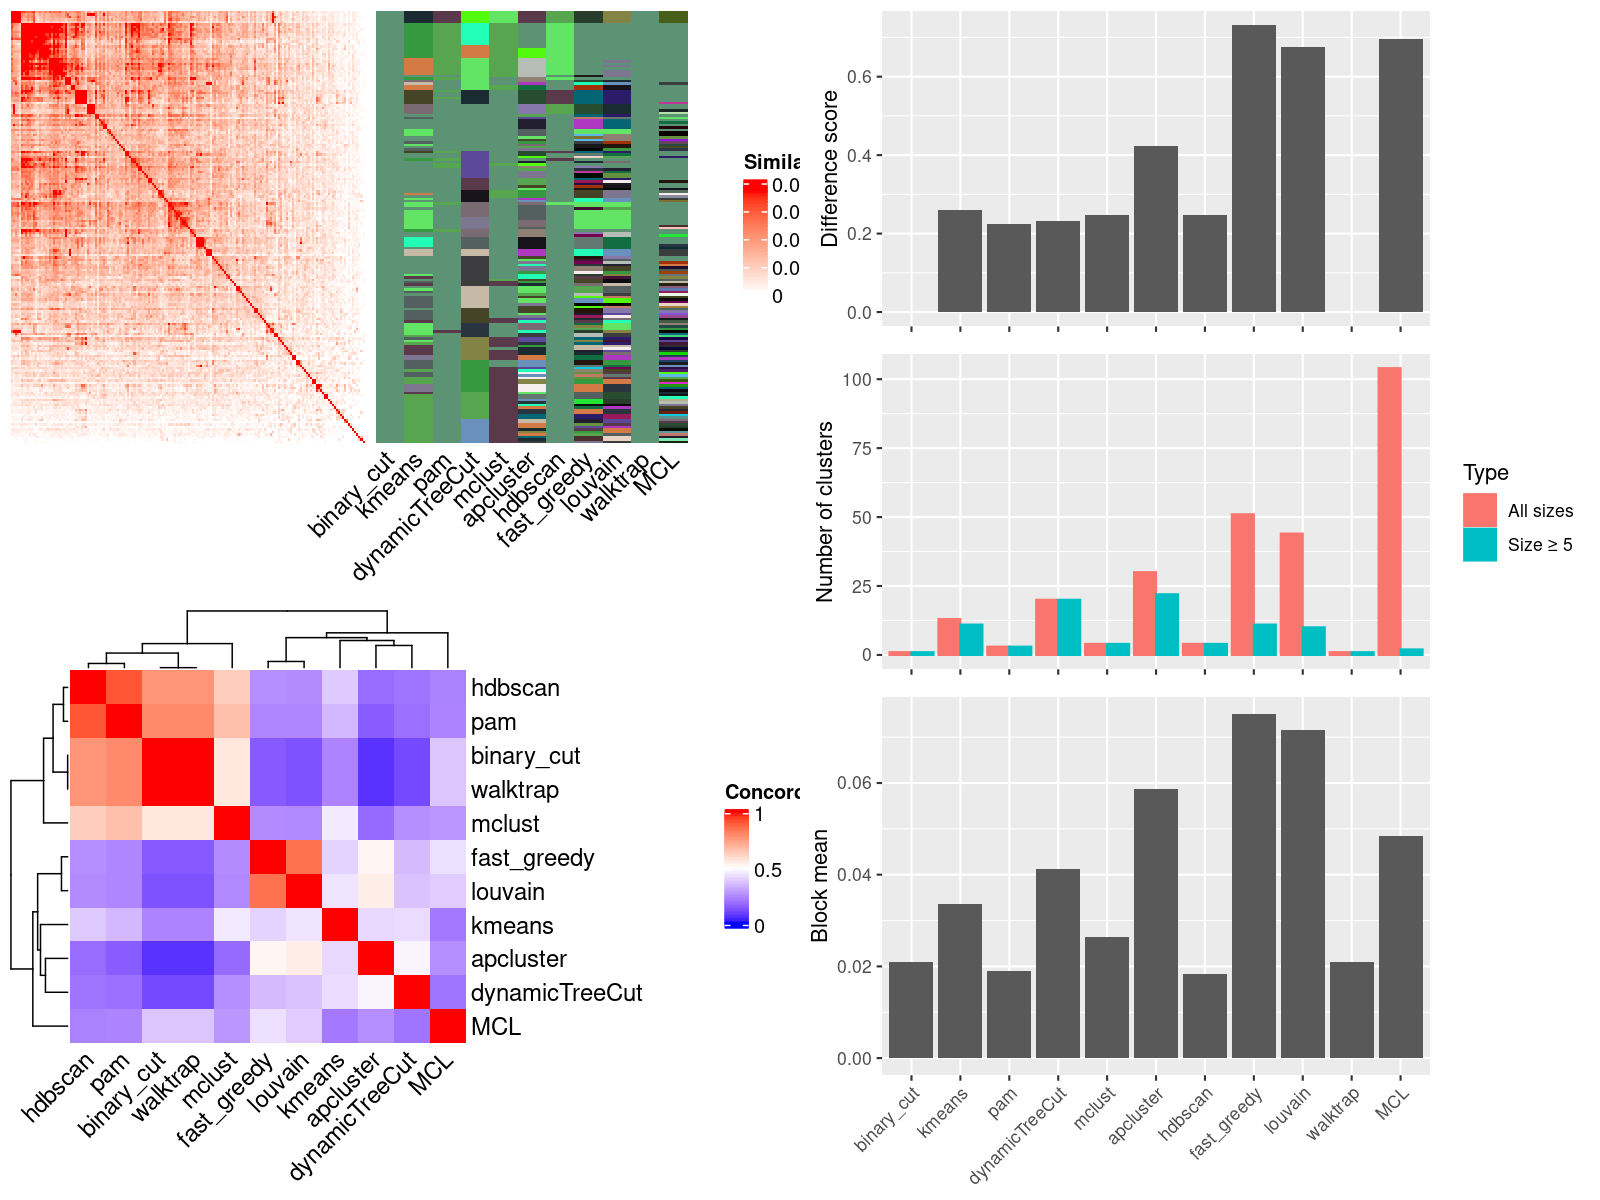 Simila
0.0
0.0
0.0
0.0
0
binary_cut
kmeans
pam
dynamicTreeCut
mclust
apcluster
hdbscan
fast_greedy
louvain
walktrap
MCL
hdbscan
pam
binary_cut
walktrap
mclust
fast_greedy
louvain
kmeans
apcluster
dynamicTreeCut
MCL
hdbscan
pam
binary_cut
walktrap
mclust
fast_greedy
louvain
kmeans
apcluster
dynamicTreeCut
MCL
Concord
1
0.5
0
Difference score
0.6
0.4
0.2
0.0
Number of clusters
100
75
50
25
0
Type
All sizes
Size ≥ 5
Block mean
0.06
0.04
0.02
0.00
binary_cut
kmeans
pam
dynamicTreeCut
mclust
apcluster
hdbscan
fast_greedy
louvain
walktrap
MCL